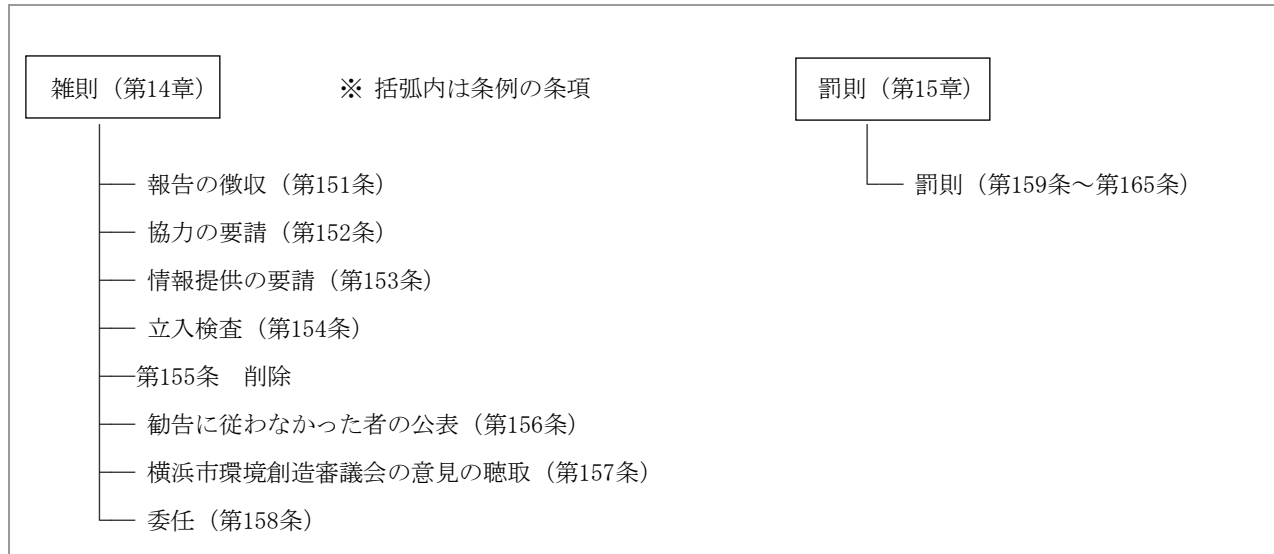 雑則（第14章）
※ 括弧内は条例の条項
報告の徴収（第151条）
協力の要請（第152条）
情報提供の要請（第153条）
立入検査（第154条）
第155条　削除
勧告に従わなかった者の公表（第156条）
横浜市環境創造審議会の意見の聴取（第157条）
委任（第158条）
罰則（第15章）
罰則（第159条～第165条）